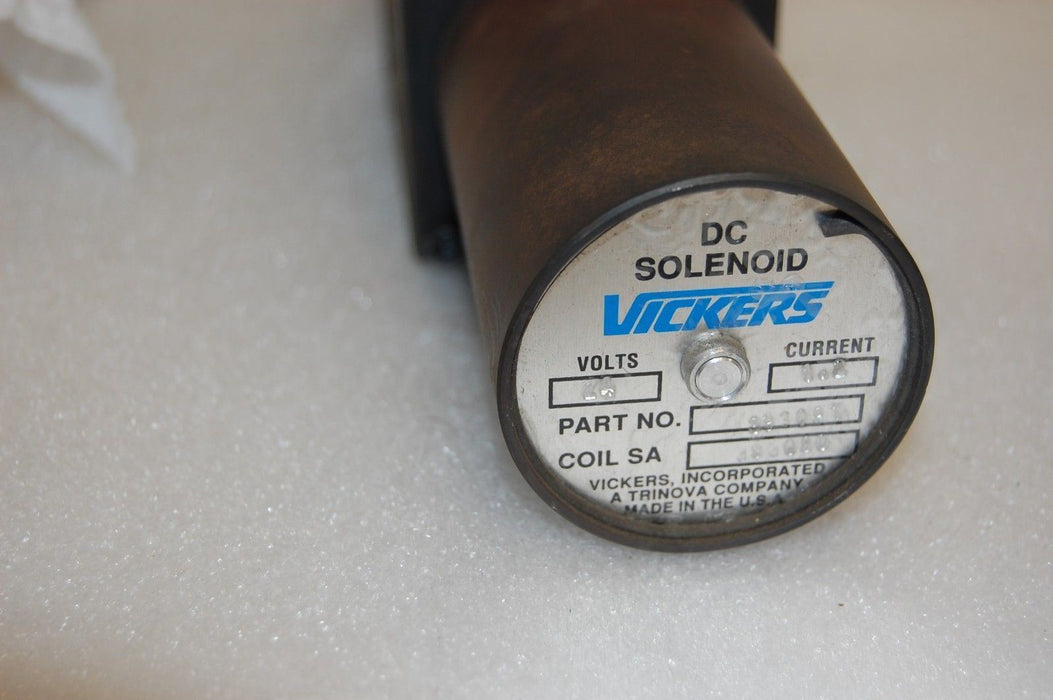 DC
SOLENOID
VICKERS
VOLTS
CURRENT
PART NO.
COIL SA
VICKERS, INCORPORATED
A TRINOVA COMPANY
MADE IN THE U.S.A